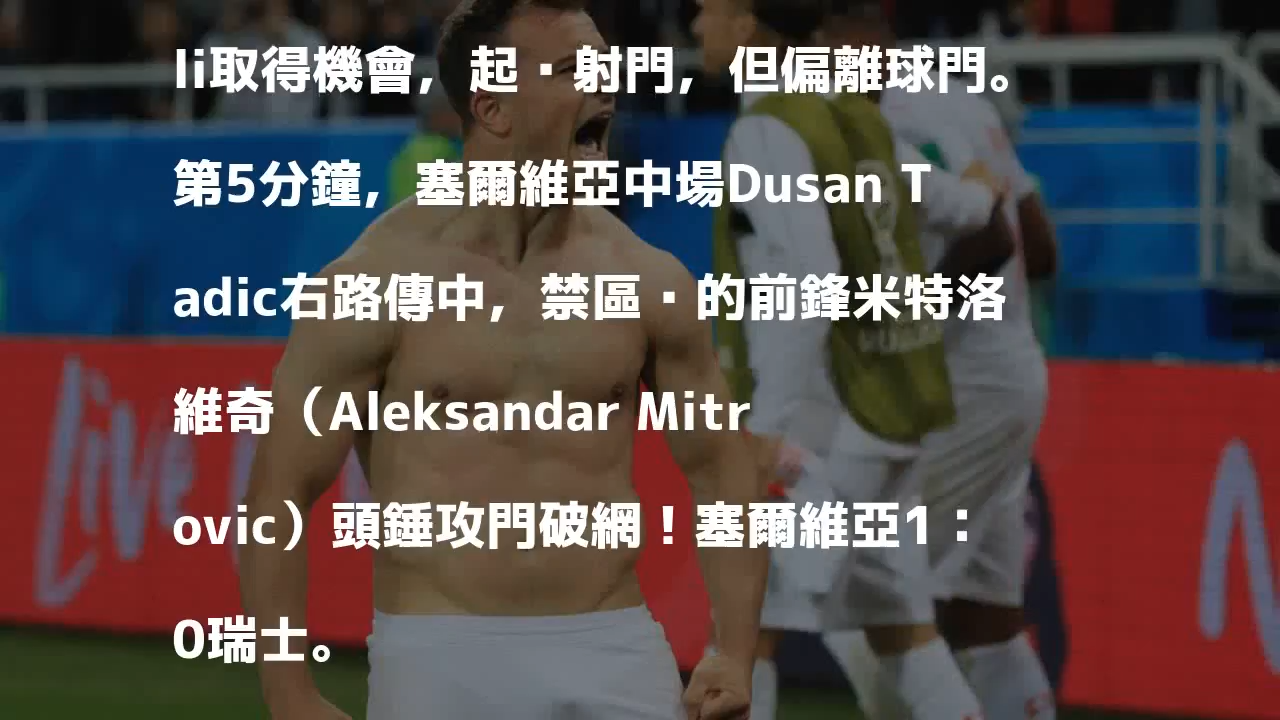 li取得機會，起·射門，但偏離球門。
第5分鐘，塞爾維亞中場Dusan T
adic右路傳中，禁區·的前鋒米特洛
維奇（Aleksandar Mitr
ovic）頭錘攻門破網！塞爾維亞1：
0瑞士。
Live